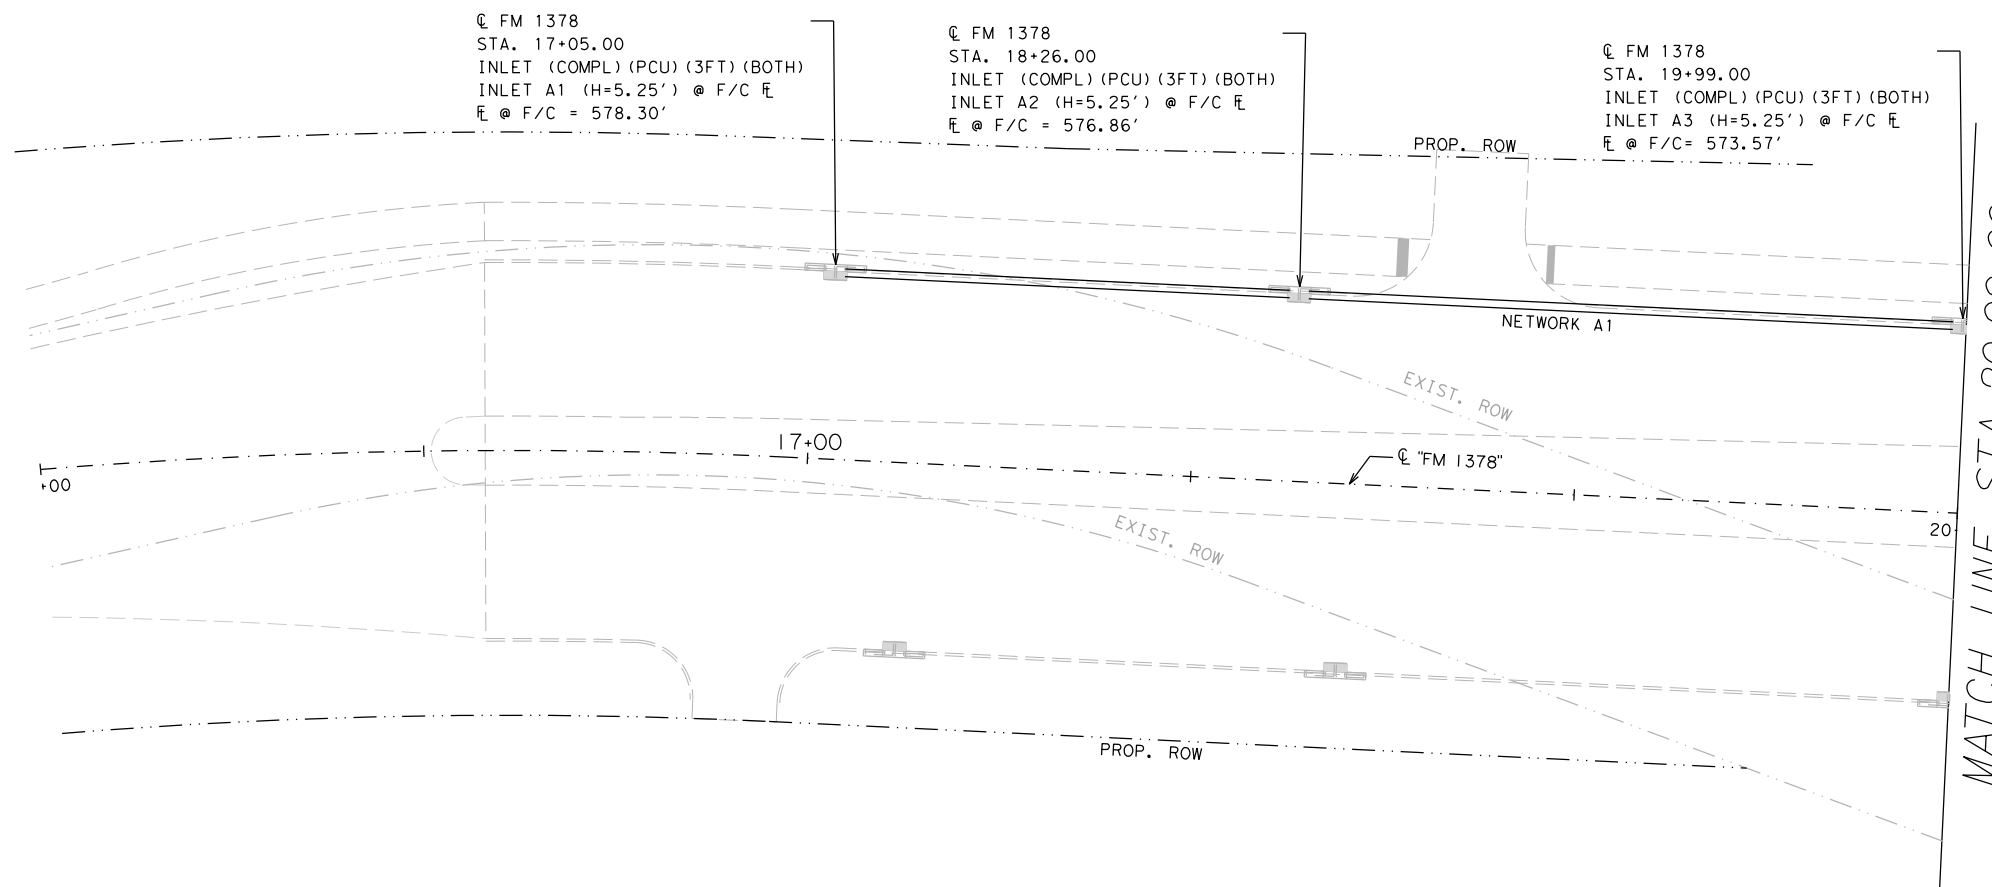 ℄ FM 1378
STA. 17+05.00
INLET (COMPL)(PCU)(3FT)(BOTH)
INLET A1 (H=5.25') @ F/C ⅊
⅊ @ F/C = 578.30'
℄ FM 1378
STA. 18+26.00
INLET (COMPL)(PCU)(3FT)(BOTH)
INLET A2 (H=5.25') @ F/C ⅊
⅊ @ F/C = 576.86'
℄ FM 1378
STA. 19+99.00
INLET (COMPL)(PCU)(3FT)(BOTH)
INLET A3 (H=5.25') @ F/C ⅊
⅊ @ F/C= 573.57'
PROP. ROW
NETWORK A1
EXIST. ROW
17+00
℄ "FM 1378"
+00
EXIST. ROW
20
PROP. ROW
MATCH LINE STA